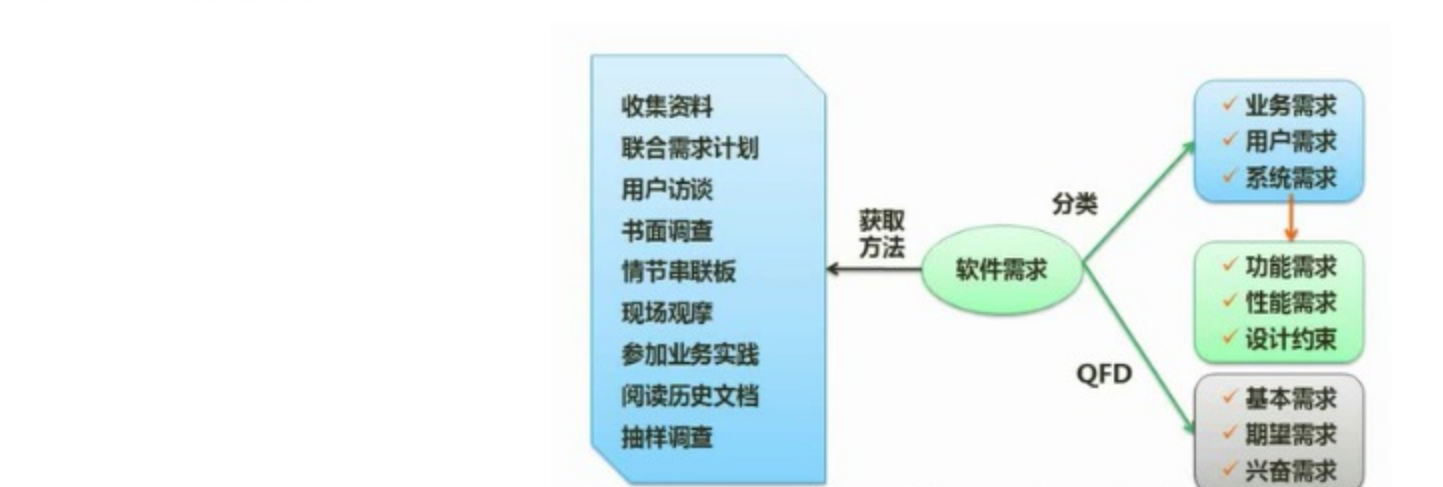 收集资料
联合需求计划
用户访谈
书面调查
情节串联板
现场观摩
参加业务实践
阅读历史文档
抽样调查
获取
方法
软件需求
分类
QFD
业务需求
用户需求
系统需求
功能需求
性能需求
设计约束
基本需求
期望需求
兴奋需求